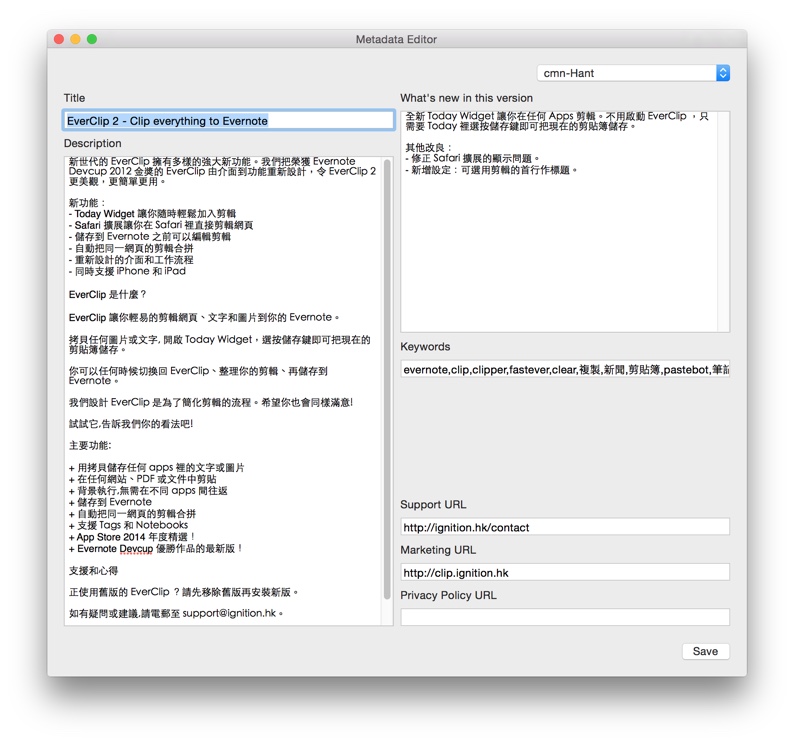 Metadata Editor
cmn-Hant
Title
EverClip 2 - Clip everything to Evernote
Description
新世代的 EverClip 擁有多樣的強大新功能。我們把榮獲 Evernote
Devcup 2012 金獎的 EverClip 由介面到功能重新設計，令 EverClip 2
更美觀，更簡單更用。
新功能：
- Today Widget 讓你隨時輕鬆加入剪輯
- Safari 擴展讓你在 Safari 裡直接剪輯網頁
- 儲存到 Evernote 之前可以編輯剪輯
- 自動把同一網頁的剪輯合拼
- 重新設計的介面和工作流程
- 同時支援 iPhone 和 iPad
EverClip 是什麼？
EverClip 讓你輕易的剪輯網頁、文字和圖片到你的 Evernote。
拷貝任何圖片或文字, 開啟 Today Widget，選按儲存鍵即可把現在的
剪貼簿儲存。
你可以任何時候切換回 EverClip、整理你的剪輯、再儲存到
Evernote。
我們設計 EverClip 是為了簡化剪輯的流程。希望你也會同樣滿意!
試試它,告訴我們你的看法吧!
主要功能:
+ 用拷貝儲存任何 apps 裡的文字或圖片
+ 在任何網站、PDF 或文件中剪貼
+ 背景執行,無需在不同 apps 間往返
+ 儲存到 Evernote
+ 自動把同一網頁的剪輯合拼
+ 支援 Tags 和 Notebooks
+ App Store 2014 年度精選！
+ Evernote Devcup 優勝作品的最新版！
支援和心得
正使用舊版的 EverClip ？請先移除舊版再安裝新版。
如有疑問或建議,請電郵至 support@ignition.hk。
What's new in this version
全新 Today Widget 讓你在任何 Apps 剪輯。不用啟動 EverClip ，只
需要 Today 裡選按儲存鍵即可把現在的剪貼簿儲存。
其他改良：
- 修正 Safari 擴展的顯示問題。
- 新增設定：可選用剪輯的首行作標題。
Keywords
evernote,clip,clipper,fastever,clear,複製,新聞,剪貼簿,pastebot,筆記
Support URL
http://ignition.hk/contact
Marketing URL
http://clip.ignition.hk
Privacy Policy URL
Save